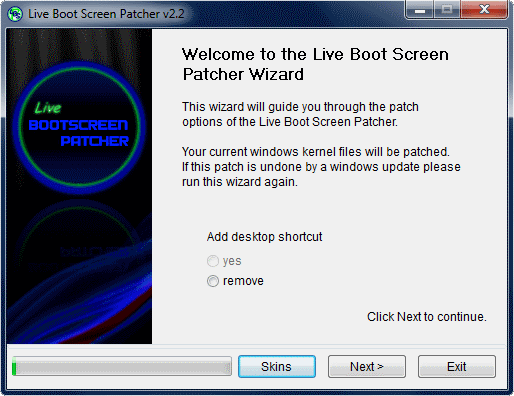 Live Boot Screen Patcher v2.2
Welcome to the Live Boot Screen
Patcher Wizard
This wizard will guide you through the patch
options of the Live Boot Screen Patcher.
Your current windows kernel files will be patched.
If this patch is undone by a windows update please
run this wizard again.
Live
BOOTSCREEN
PATCHER
Add desktop shortcut
yes
remove
Click Next to continue.
Skins
Next >
Exit